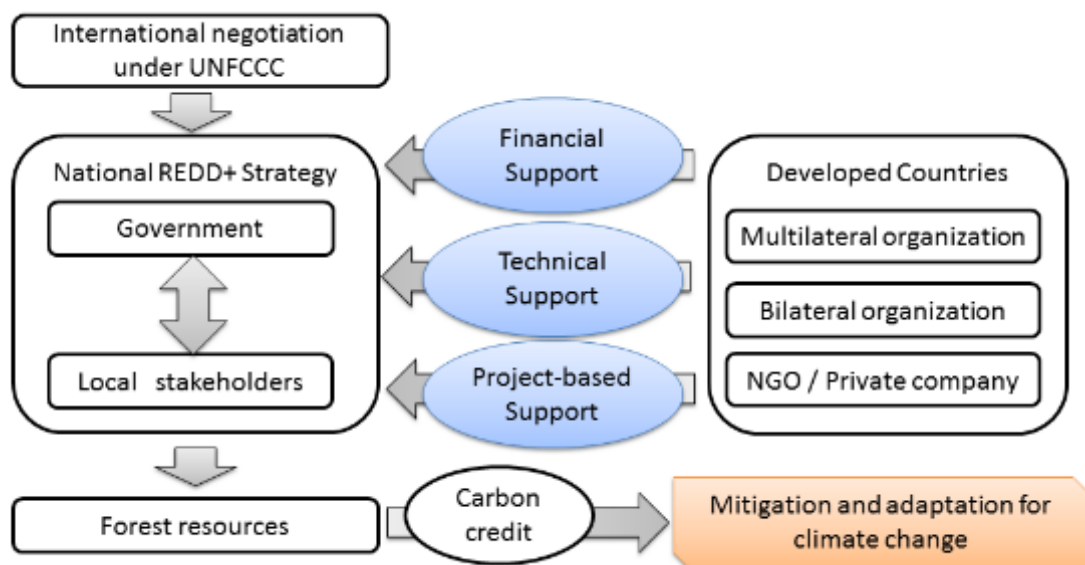 International negotiation
under UNFCCC
National REDD+ Strategy
Government
Local stakeholders
Financial
Support
Technical
Support
Project-based
Support
Developed Countries
Multilateral organization
Bilateral organization
NGO / Private company
Forest resources
Carbon
credit
Mitigation and adaptation for
climate change